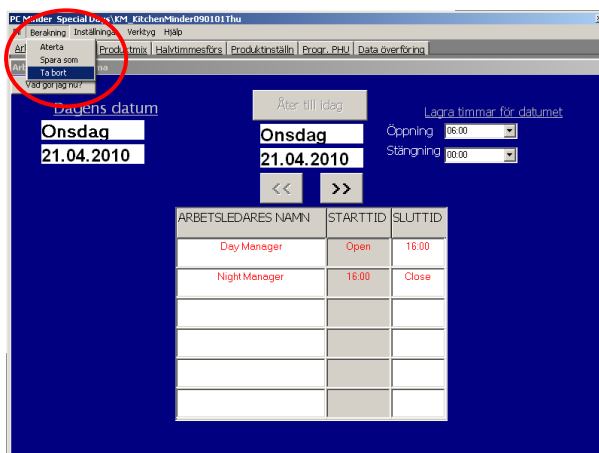 PC Minder Special Days\KM_KitchenMinder090101Thu
Berakning Inställningar Verktyg Hjälp
Produktmix Halvtimmesförs Produktinställn Progr. PHU Data överföring
Aterta
Spara som
Ta bort
Vad gor jag nu?
Dagens datum
Onsdag
21.04.2010
Åter till idag
Onsdag
21.04.2010
<< >>
Lagra timmar för datumet
Öppning 06:00
Stängning 00:00
ARBETSLEDARES NAMN STARTTID SLUTTID
Day Manager Open 16:00
Night Manager 16:00 Close